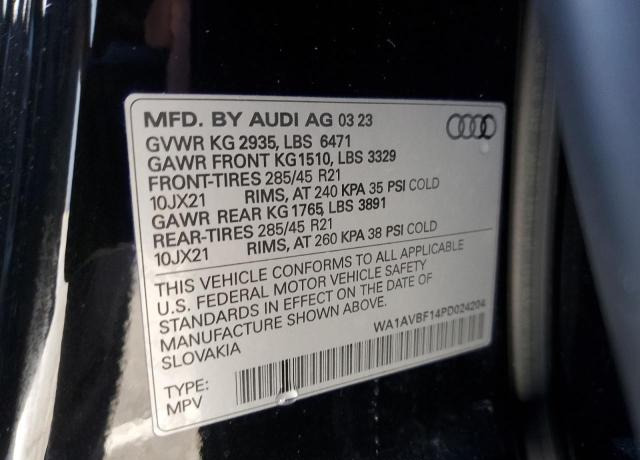 MFD. BY AUDI AG 03 23
GVWR KG 2935, LBS 6471
GAWR FRONT KG1510, LBS 3329
FRONT-TIRES 285/45 R21
10JX21 RIMS, AT 240 KPA 35 PSI COLD
GAWR REAR KG 1765, LBS 3891
REAR-TIRES 285/45 R21
10JX21 RIMS, AT 260 KPA 38 PSI COLD
THIS VEHICLE CONFORMS TO ALL APPLICABLE
U.S. FEDERAL MOTOR VEHICLE SAFETY
STANDARDS IN EFFECT ON THE DATE OF
MANUFACTURE SHOWN ABOVE.
SLOVAKIA
WA1AVBF14PD024204
TYPE:
MPV